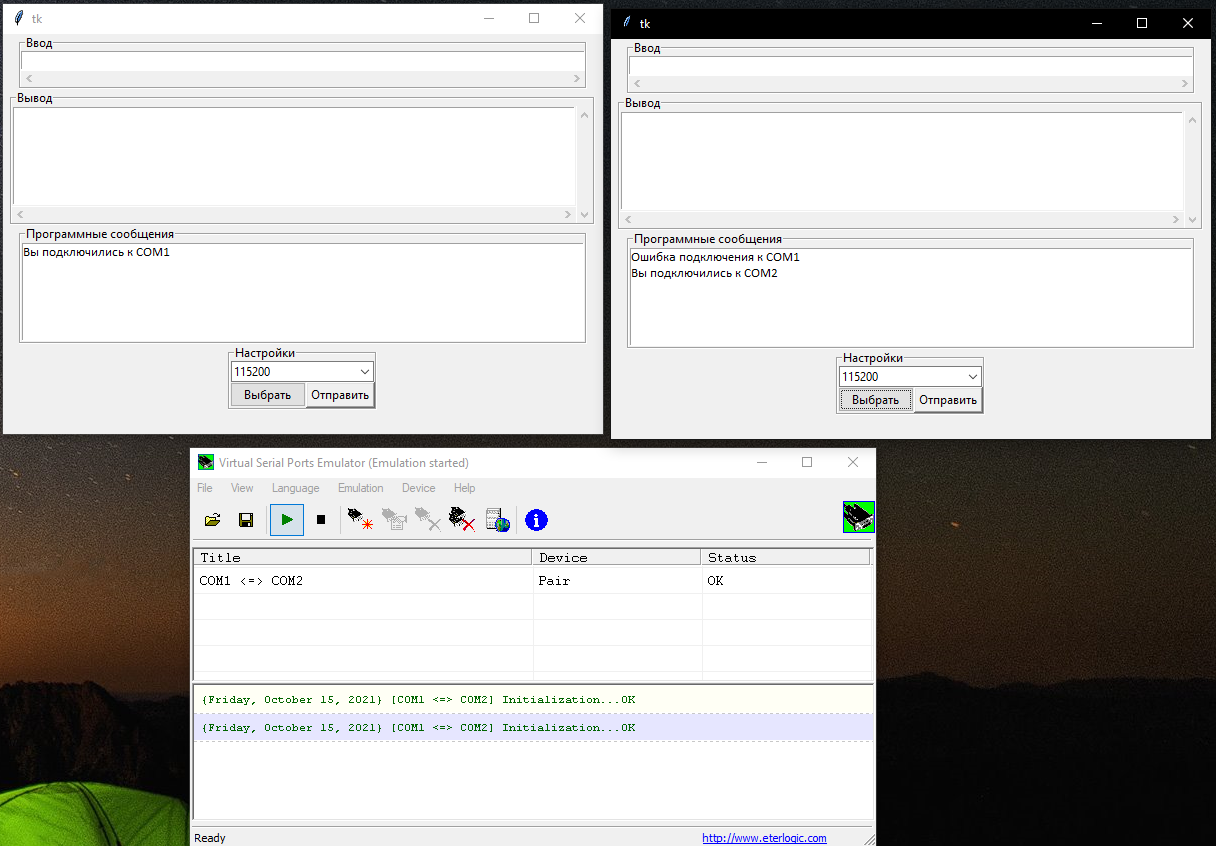 tk
Ввод
Вывод
Программные сообщения
Вы подключились к COM1
Настройки
115200
Выбрать Отправить
tk
Ввод
Вывод
Программные сообщения
Ошибка подключения к COM1
Вы подключились к COM2
Настройки
115200
Выбрать Отправить
Virtual Serial Ports Emulator (Emulation started)
File View Language Emulation Device Help
Title Device Status
COM1 <=> COM2 Pair OK
{Friday, October 15, 2021} [COM1 <=> COM2] Initialization...OK
{Friday, October 15, 2021} [COM1 <=> COM2] Initialization...OK
Ready http://www.eterlogic.com